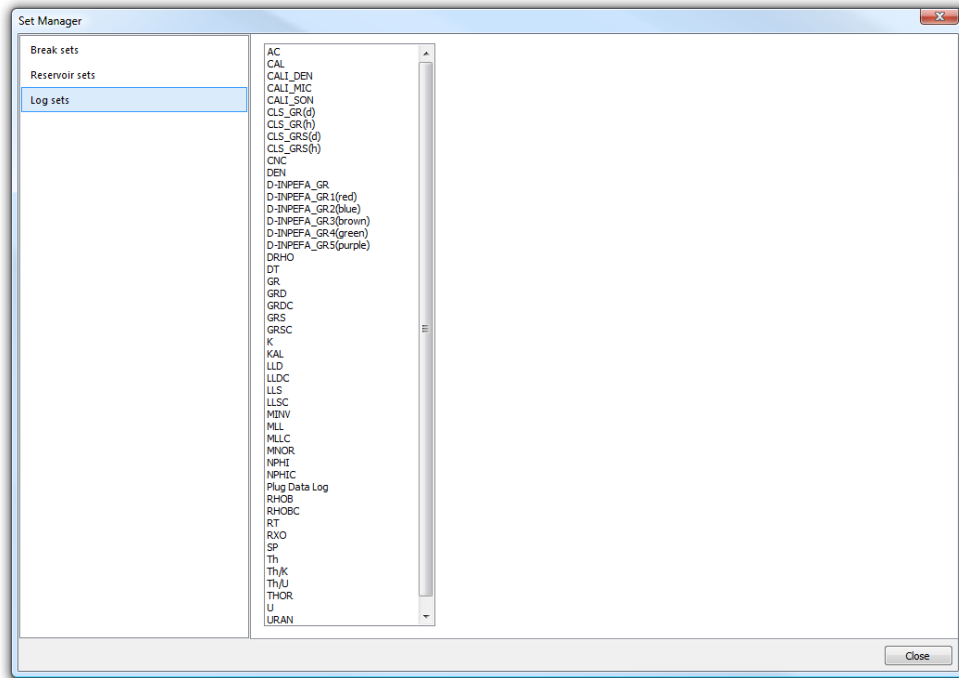 Set Manager
Break sets
Reservoir sets
Log sets
AC
CAL
CALI_DEN
CALI_MIC
CALI_SON
CLS_GR(d)
CLS_GR(h)
CLS_GRS(d)
CLS_GRS(h)
CNC
DEN
D-INPEFA_GR
D-INPEFA_GR1(red)
D-INPEFA_GR2(blue)
D-INPEFA_GR3(brown)
D-INPEFA_GR4(green)
D-INPEFA_GR5(purple)
DRHO
DT
GR
GRD
GRDC
GRS
GRSC
K
KAL
LLD
LLDC
LLS
LLSC
MINV
MLL
MLLC
MNOR
NPHI
NPHIC
Plug Data Log
RHOB
RHOBC
RT
RXO
SP
Th
Th/K
Th/U
THOR
U
URAN
Close